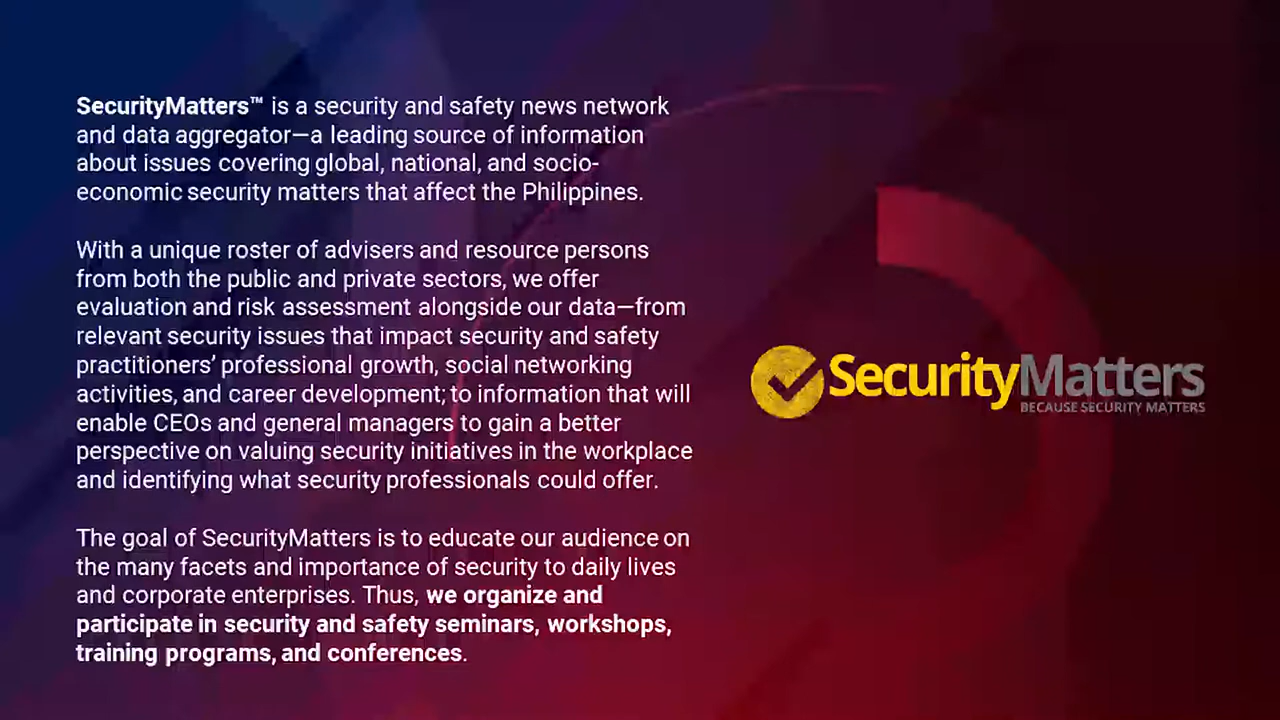 SecurityMatters™ is a security and safety news network
and data aggregator—a leading source of information
about issues covering global, national, and socio-
economic security matters that affect the Philippines.
With a unique roster of advisers and resource persons
from both the public and private sectors, we offer
evaluation and risk assessment alongside our data—from
relevant security issues that impact security and safety
practitioners’ professional growth, social networking
activities, and career development; to information that will
enable CEOs and general managers to gain a better
perspective on valuing security initiatives in the workplace
and identifying what security professionals could offer.
The goal of SecurityMatters is to educate our audience on
the many facets and importance of security to daily lives
and corporate enterprises. Thus, we organize and
participate in security and safety seminars, workshops,
training programs, and conferences.
SecurityMatters
BECAUSE SECURITY MATTERS